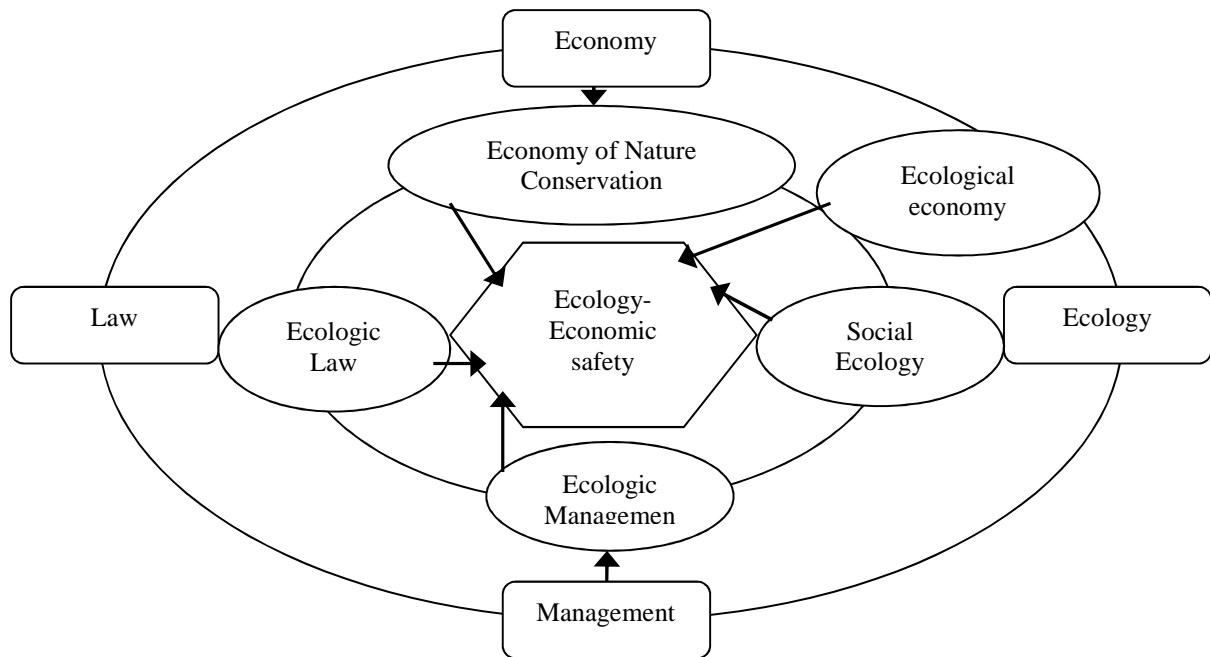 Economy
Economy of Nature
Conservation
Ecological
economy
Law
Ecologic
Law
Ecology-
Economic
safety
Social
Ecology
Ecology
Ecologic
Managemen
Management